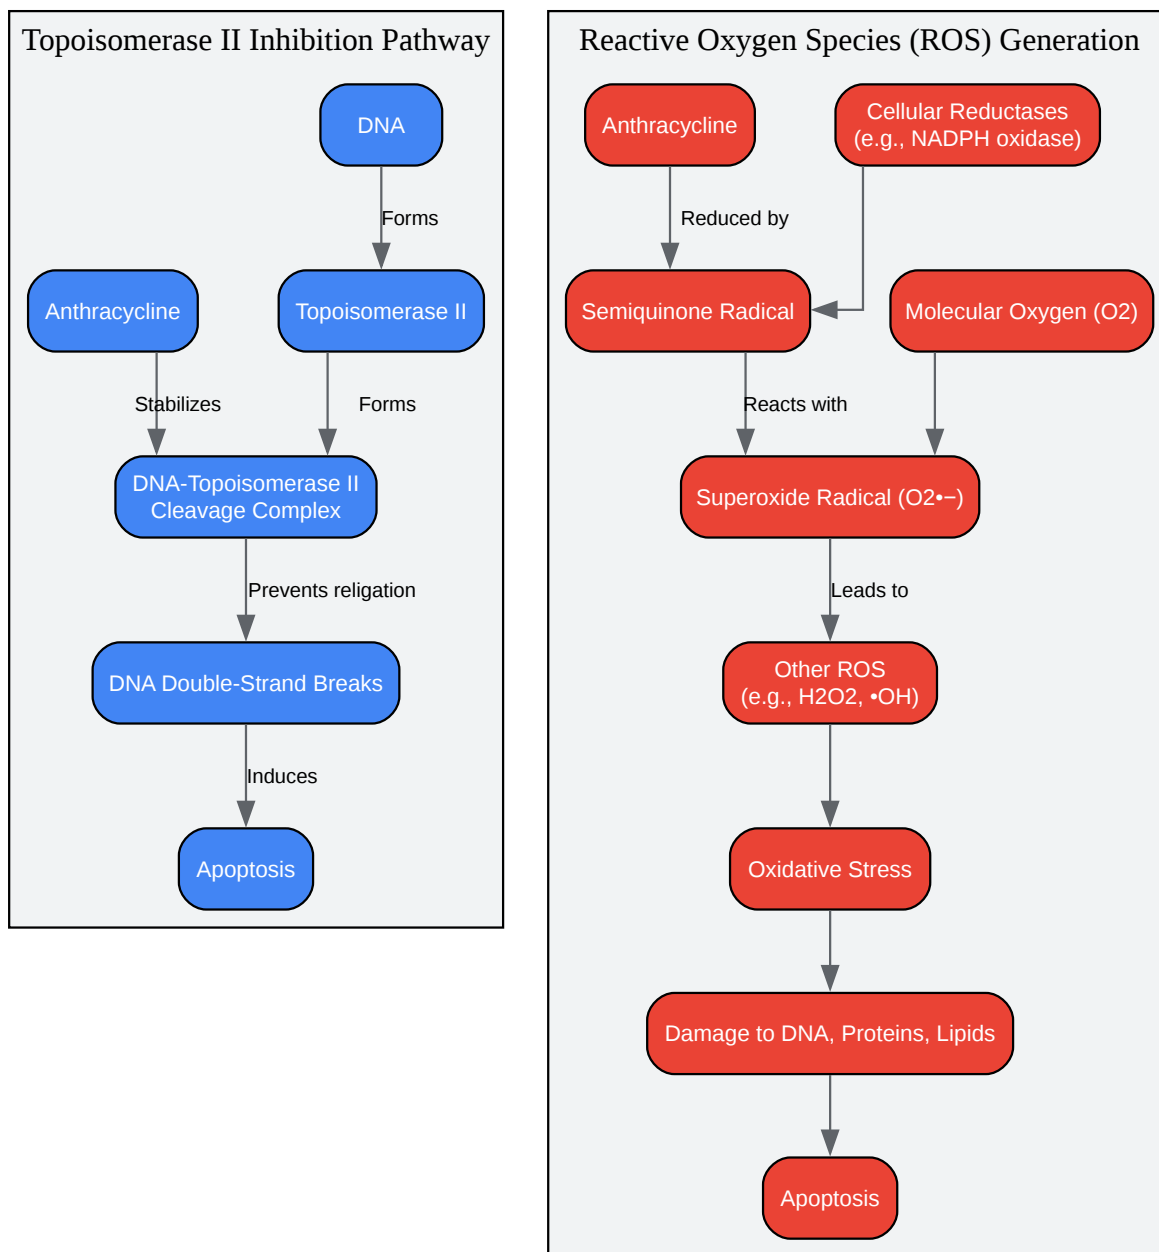 Topoisomerase II Inhibition Pathway
DNA
Forms
Anthracycline
Topoisomerase II
Stabilizes
Forms
DNA-Topoisomerase II
Cleavage Complex
Prevents religation
DNA Double-Strand Breaks
Induces
Apoptosis
Reactive Oxygen Species (ROS) Generation
Anthracycline
Cellular Reductases
(e.g., NADPH oxidase)
Reduced by
Semiquinone Radical
Molecular Oxygen (O2)
Reacts with
Superoxide Radical (O2•−)
Leads to
Other ROS
(e.g., H2O2, •OH)
Oxidative Stress
Damage to DNA, Proteins, Lipids
Apoptosis